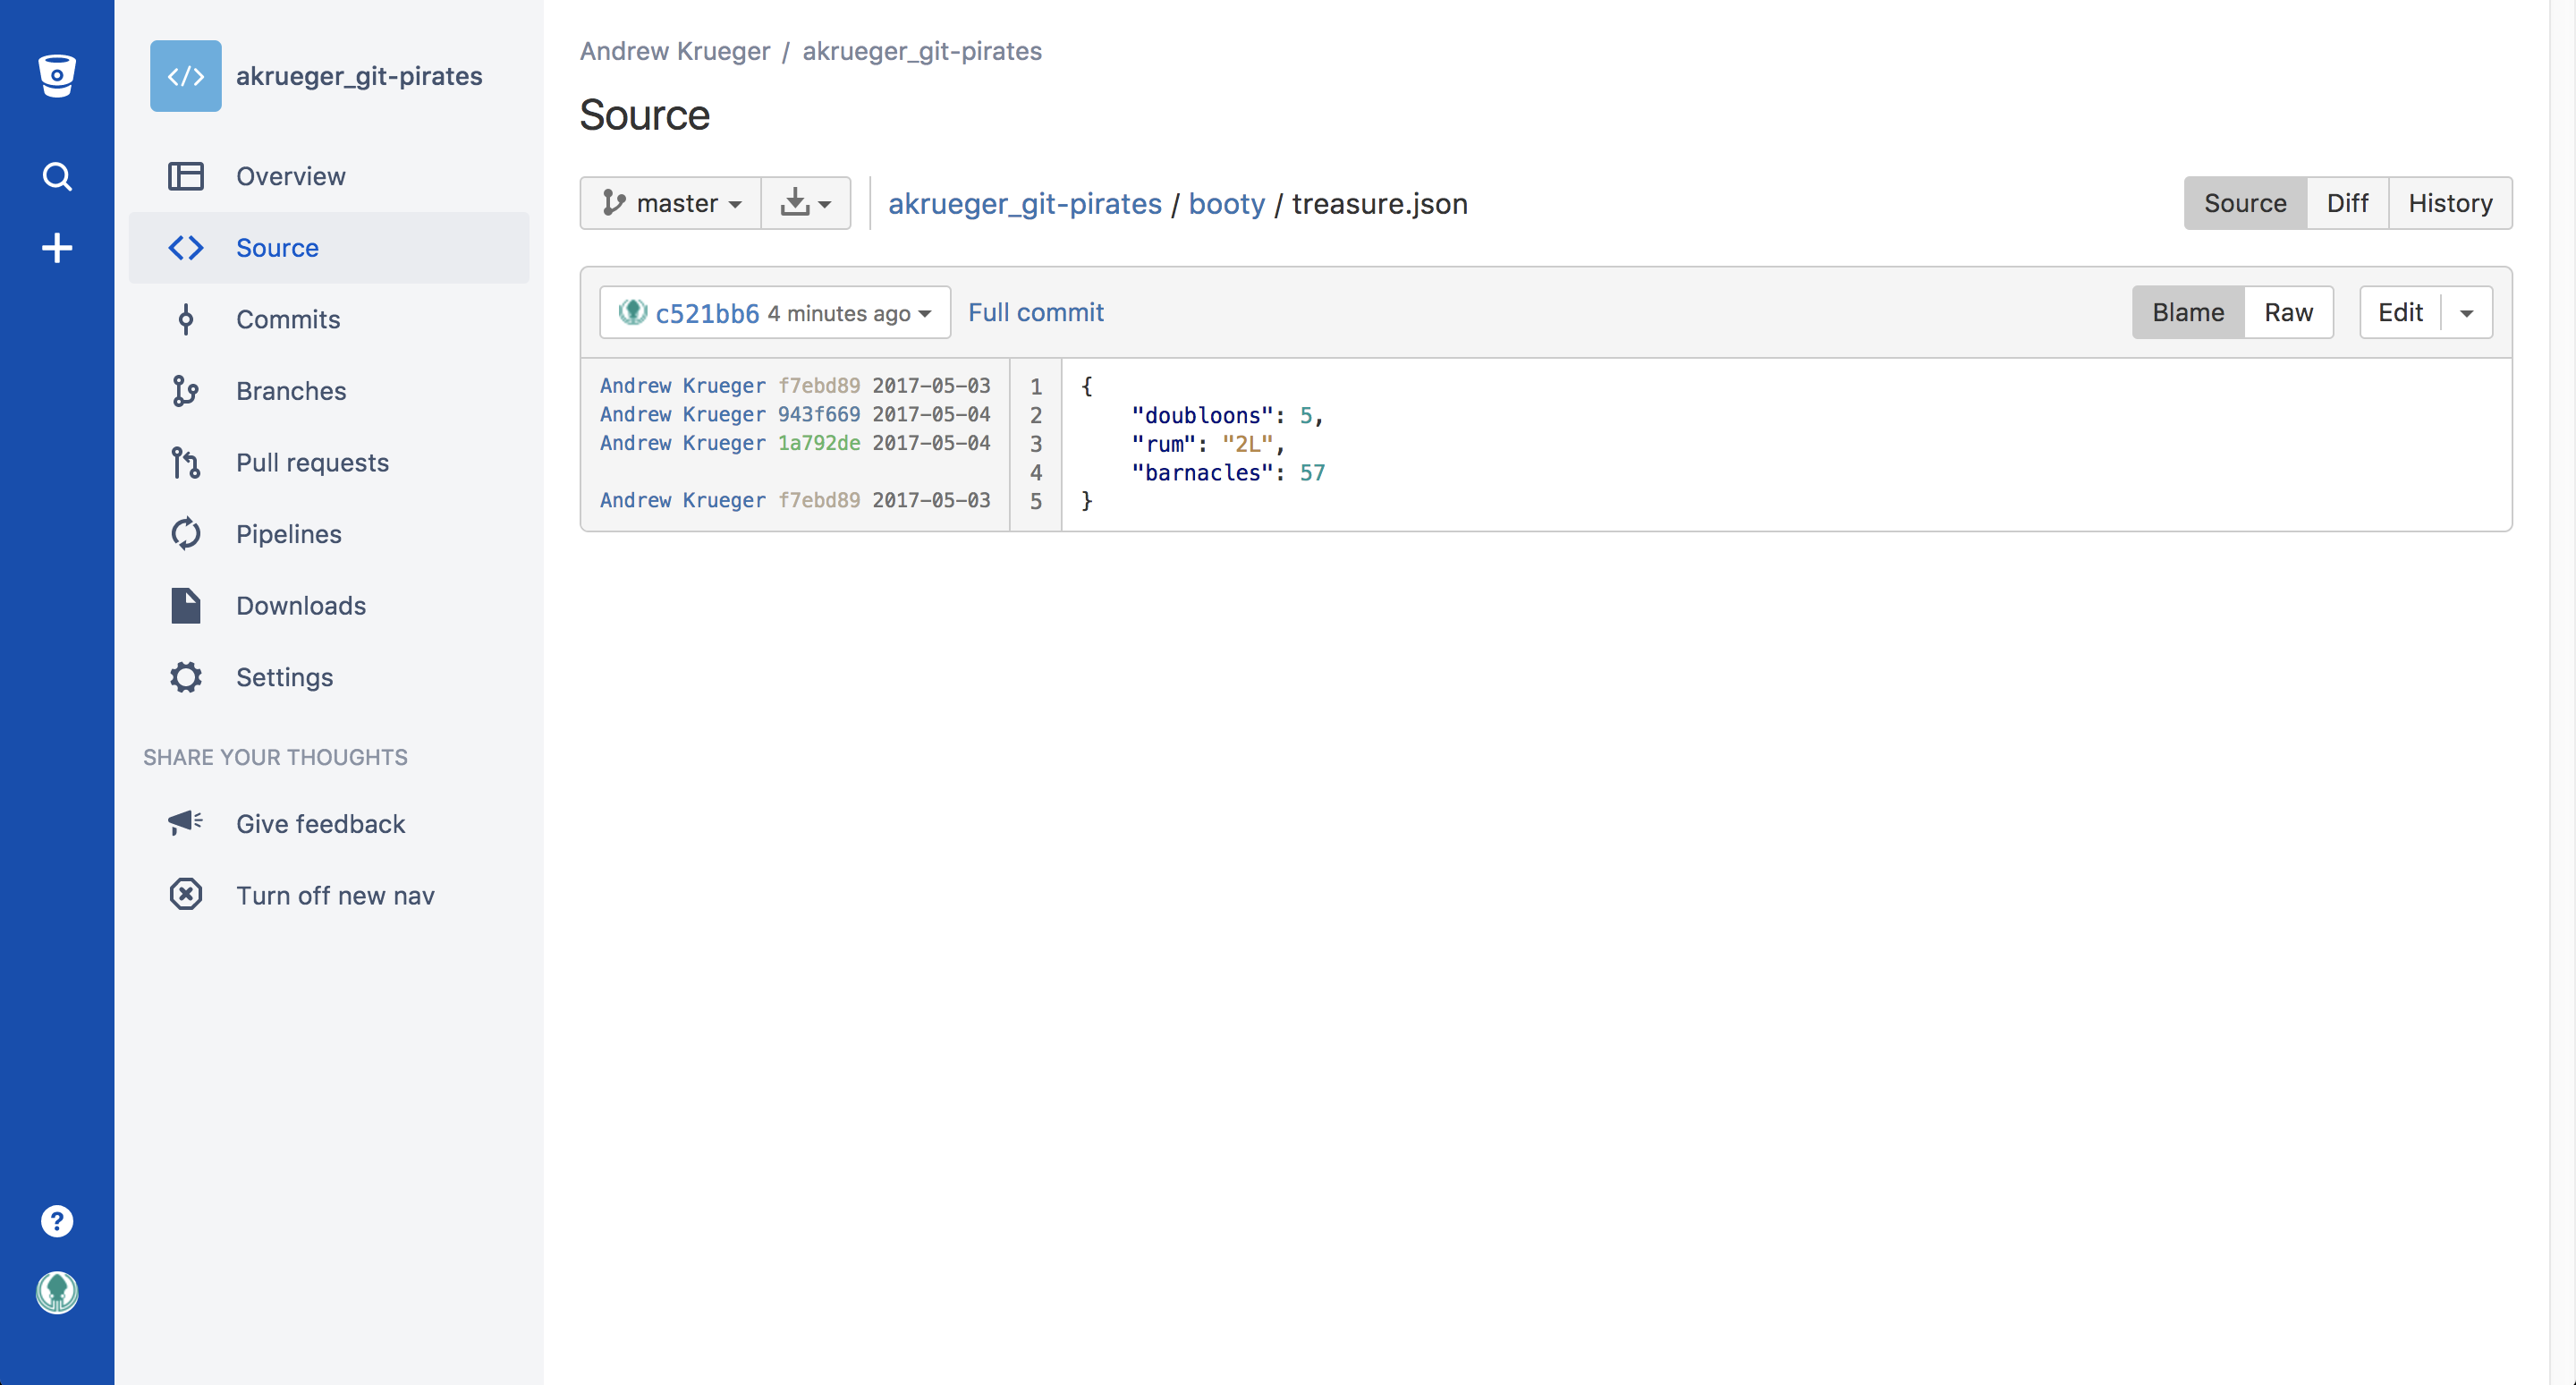 akrueger_git-pirates
Overview
Source
Commits
Branches
Pull requests
Pipelines
Downloads
Settings
SHARE YOUR THOUGHTS
Give feedback
Turn off new nav
Andrew Krueger / akrueger_git-pirates
Source
master akrueger_git-pirates / booty / treasure.json Source Diff History
c521bb6 4 minutes ago Full commit Blame Raw Edit
Andrew Krueger f7ebd89 2017-05-03 1 {
Andrew Krueger 943f669 2017-05-04 2 "doubloons": 5,
Andrew Krueger 1a792de 2017-05-04 3 "rum": "2L",
4 "barnacles": 57
Andrew Krueger f7ebd89 2017-05-03 5 }